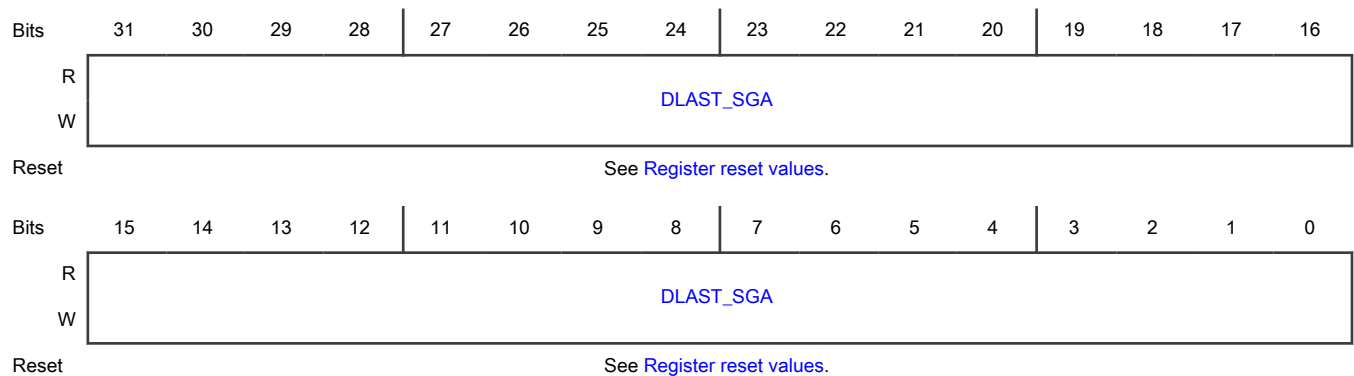 Bits 31 30 29 28 27 26 25 24 23 22 21 20 19 18 17 16
R
DLAST_SGA
W
Reset See Register reset values.
Bits 15 14 13 12 11 10 9 8 7 6 5 4 3 2 1 0
R
DLAST_SGA
W
Reset See Register reset values.